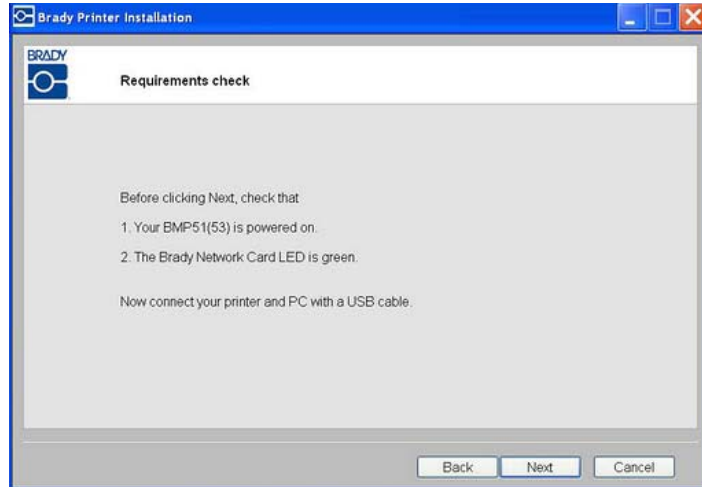 Brady Printer Installation
BRADY
Requirements check
Before clicking Next, check that
1. Your BMP51(53) is powered on.
2. The Brady Network Card LED is green.
Now connect your printer and PC with a USB cable.
Back Next Cancel